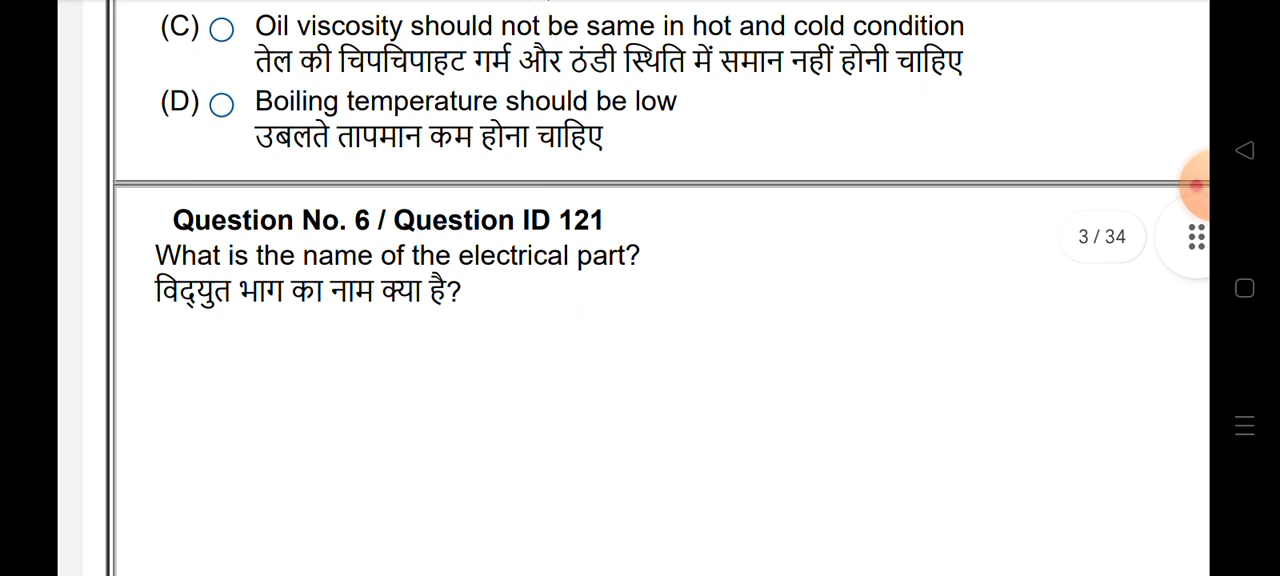 (C) Oil viscosity should not be same in hot and cold condition
तेल की चिपचिपाहट गर्म और ठंडी स्थिति में समान नहीं होनी चाहिए
(D) Boiling temperature should be low
उबलते तापमान कम होना चाहिए
Question No. 6 / Question ID 121
What is the name of the electrical part?
विद्युत भाग का नाम क्या है?
3 / 34